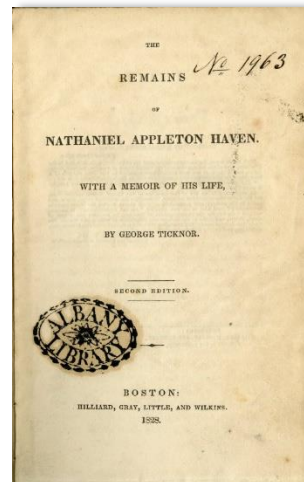 THE
№ 1963
REMAINS
OF
NATHANIEL APPLETON HAVEN.
WITH A MEMOIR OF HIS LIFE,
BY GEORGE TICKNOR.
SECOND EDITION.
ALBANY
LIBRARY
BOSTON:
HILLIARD, GRAY, LITTLE, AND WILKINS.
1828.